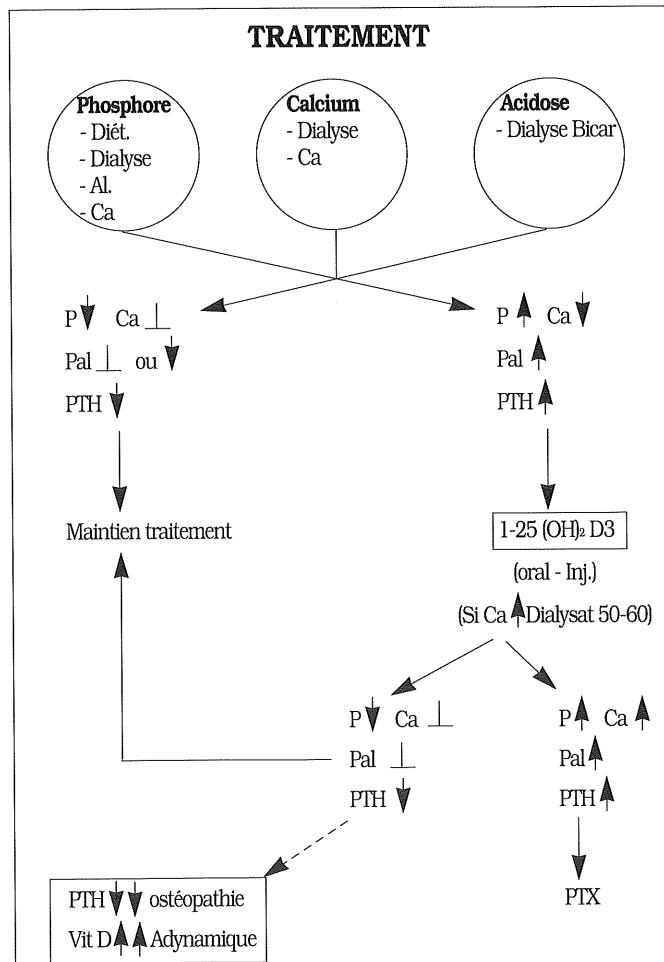 TRAITEMENT
Phosphore
- Diét.
- Dialyse
- Al.
- Ca
Calcium
- Dialyse
- Ca
Acidose
- Dialyse Bicar
P Ca
Pal ou
PTH
P Ca
Pal
PTH
Maintien traitement
1-25 (OH)₂ D3
(oral - Inj.)
(Si Ca Dialysat 50-60)
P Ca
Pal
PTH
P Ca
Pal
PTH
PTX
PTH ostéopathie
Vit D Adynamique